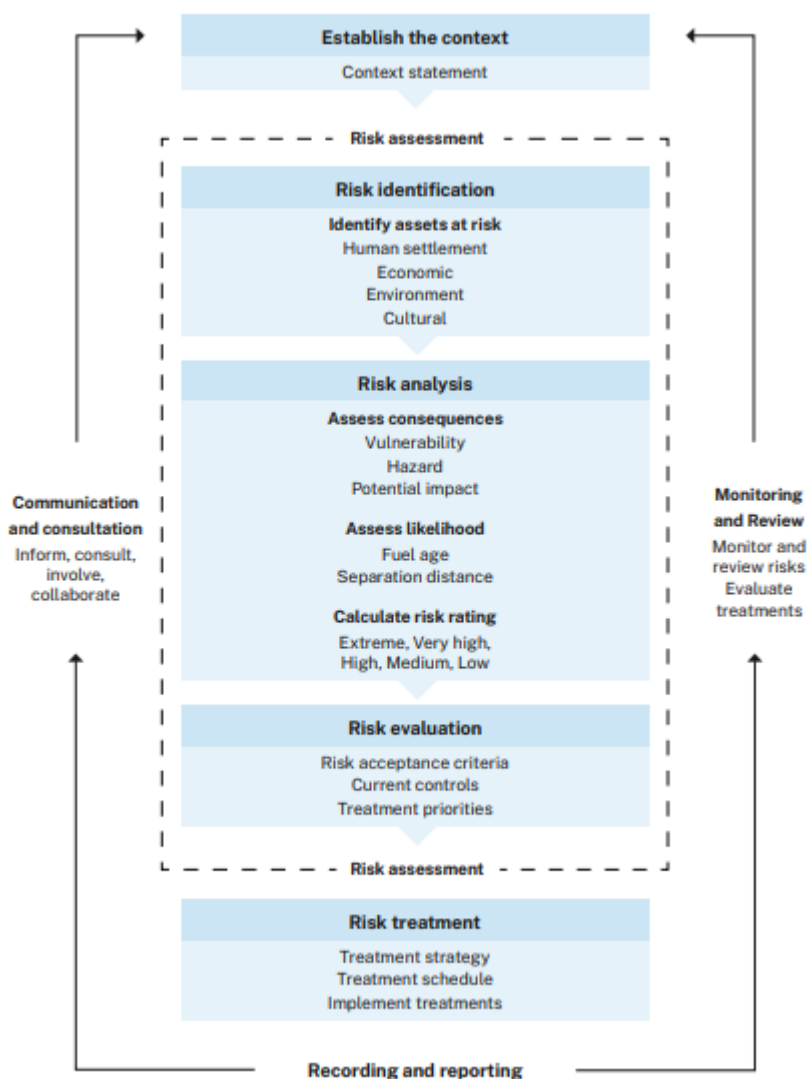 Establish the context
Context statement
Risk assessment
Risk identification
Identify assets at risk
Human settlement
Economic
Environment
Cultural
Risk analysis
Assess consequences
Vulnerability
Hazard
Potential impact
Assess likelihood
Fuel age
Separation distance
Calculate risk rating
Extreme, Very high,
High, Medium, Low
Risk evaluation
Risk acceptance criteria
Current controls
Treatment priorities
Risk assessment
Risk treatment
Treatment strategy
Treatment schedule
Implement treatments
Communication
and consultation
Inform, consult,
involve,
collaborate
Monitoring
and Review
Monitor and
review risks
Evaluate
treatments
Recording and reporting